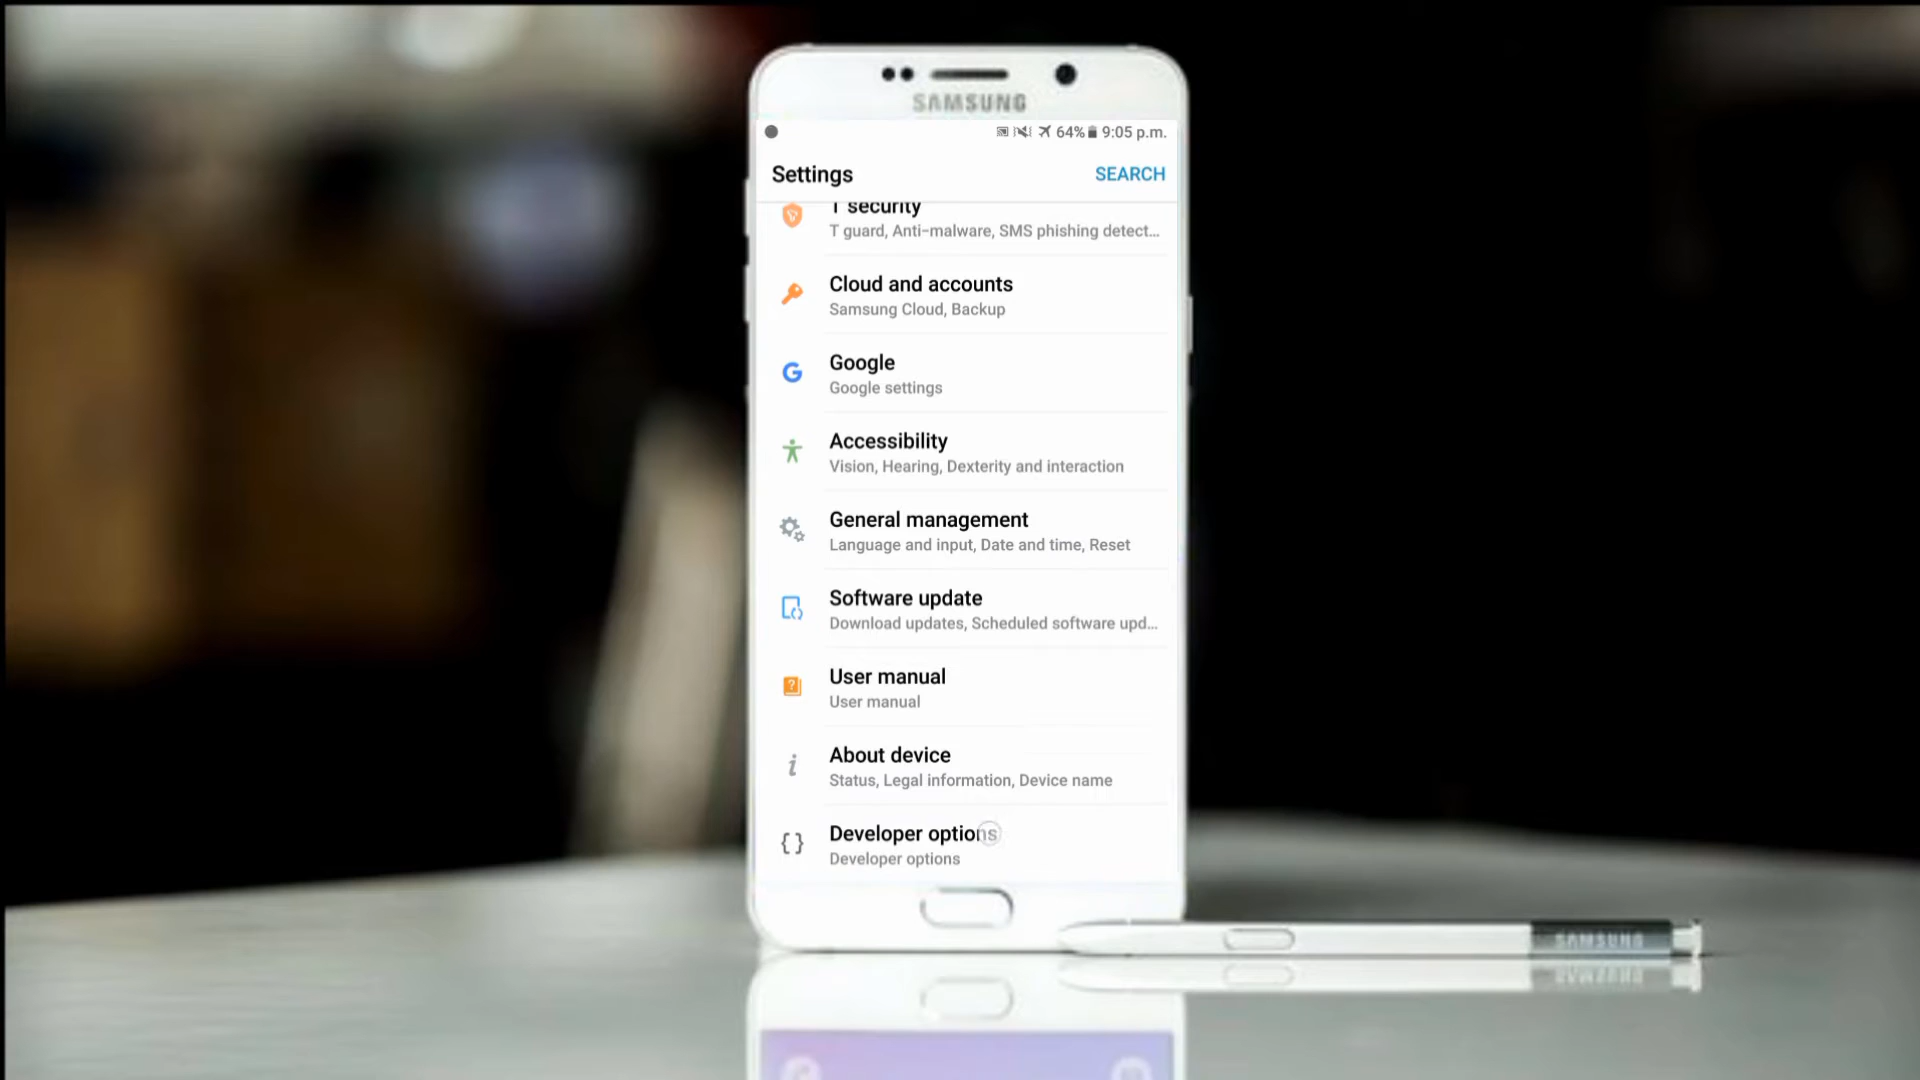 SAMSUNG
64% 9:05 p.m.
Settings
SEARCH
T security
T guard, Anti-malware, SMS phishing detect...
Cloud and accounts
Samsung Cloud, Backup
Google
Google settings
Accessibility
Vision, Hearing, Dexterity and interaction
General management
Language and input, Date and time, Reset
Software update
Download updates, Scheduled software upd...
User manual
User manual
About device
Status, Legal information, Device name
Developer options
Developer options
SAMSUNG